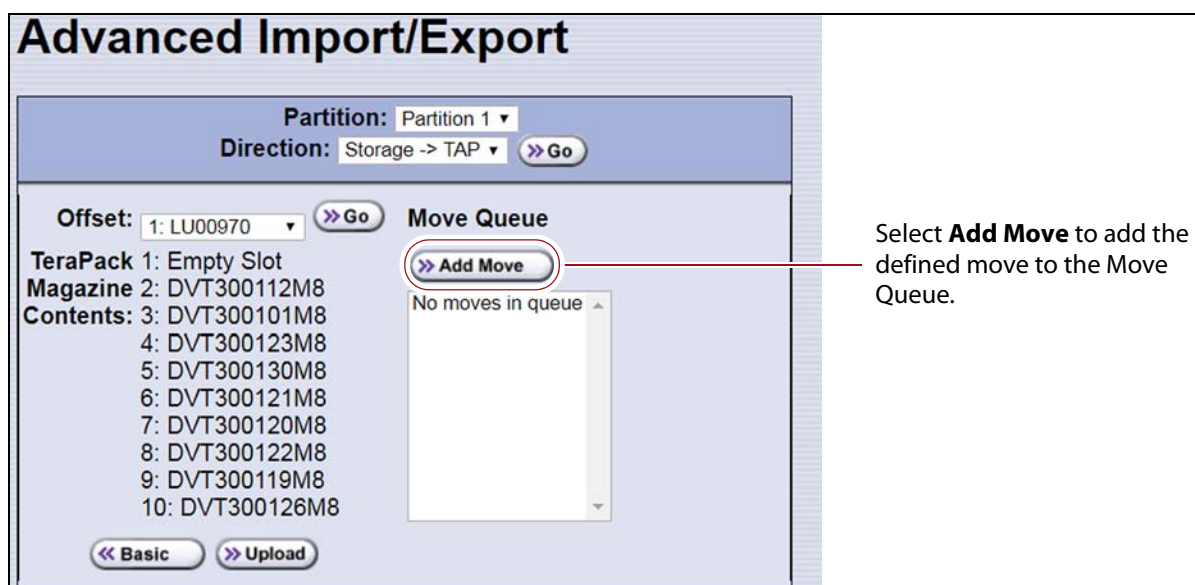 Advanced Import/Export
Partition: Partition 1
Direction: Storage -> TAP Go
Offset: 1: LU00970 Go
TeraPack Magazine Contents:
1: Empty Slot
2: DVT300112M8
3: DVT300101M8
4: DVT300123M8
5: DVT300130M8
6: DVT300121M8
7: DVT300120M8
8: DVT300122M8
9: DVT300119M8
10: DVT300126M8
Basic Upload
Move Queue
Add Move
No moves in queue
Select Add Move to add the
defined move to the Move
Queue.